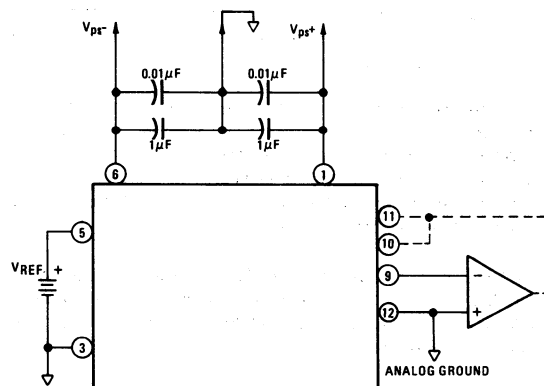 Vps- Vps+
0.01µF 0.01µF
1µF 1µF
6 1
11
5 10
VREF + 9 -
12 +
3 ANALOG GROUND